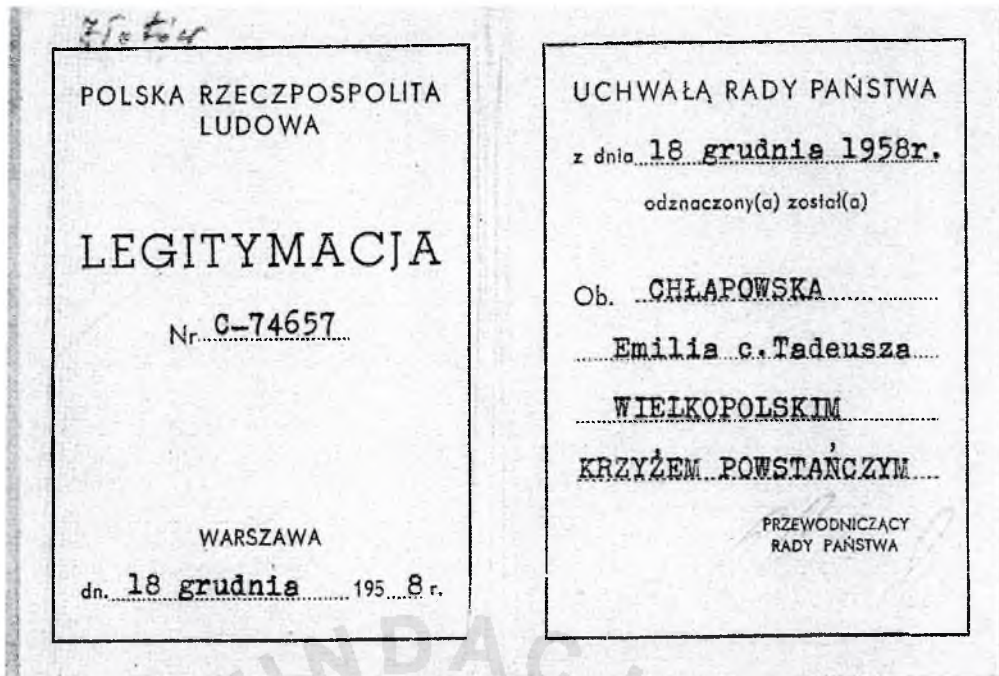 Złotów
POLSKA RZECZPOSPOLITA
LUDOWA
LEGITYMACJA
Nr C-74657
WARSZAWA
dn. 18 grudnia 1958 r.
UCHWAŁĄ RADY PAŃSTWA
z dnia 18 grudnia 1958r.
odznaczony(a) został(a)
Ob. CHŁAPOWSKA
Emilia c.Tadeusza
WIELKOPOLSKIM
KRZYŻEM POWSTAŃCZYM
PRZEWODNICZĄCY
RADY PAŃSTWA